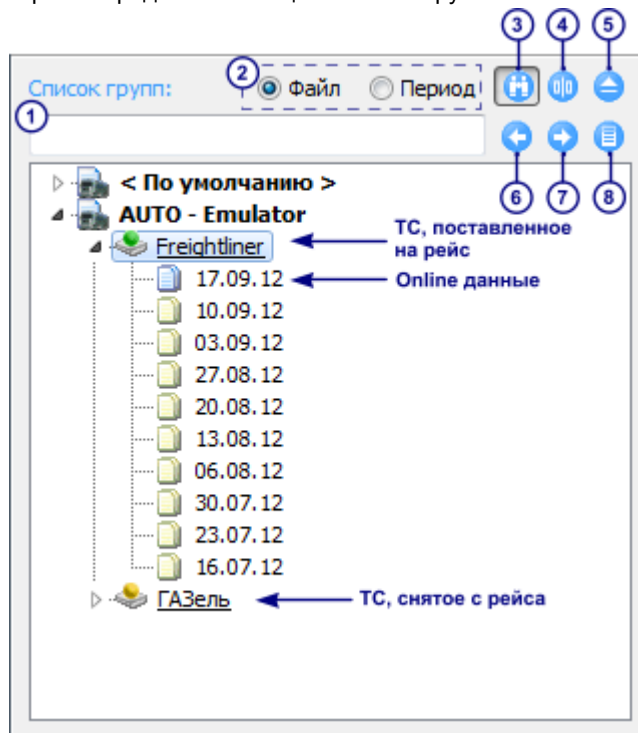 3 4 5
Список групп: 2 Файл Период
1
6 7 8
< По умолчанию >
AUTO - Emulator
ТС, поставленное
на рейс
Freightliner
17.09.12 Online данные
10.09.12
03.09.12
27.08.12
20.08.12
13.08.12
06.08.12
30.07.12
23.07.12
16.07.12
ГАЗель ТС, снятое с рейса